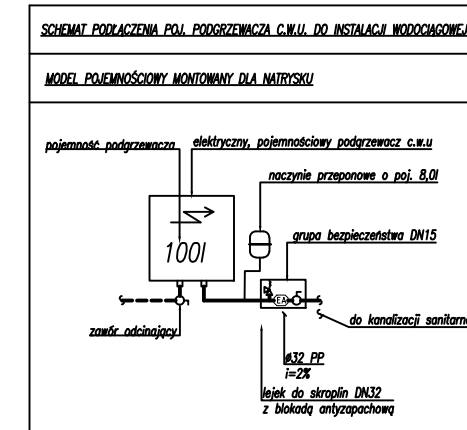 SCHEMAT PODŁĄCZENIA POJ. PODGRZEWACZA C.W.U. DO INSTALACJI WODOCIĄGOWEJ
MODEL POJEMNOŚCIOWY MONTOWANY DLA NATRYSKU
pojemność podgrzewacza
elektryczny, pojemnościowy podgrzewacz c.w.u
naczynie przeponowe o poj. 8,0l
100l
grupa bezpieczeństwa DN15
EA
zawór odcinający
do kanalizacji sanitarne
ø32 PP
i=2%
lejek do skroplin DN32
z blokadą antyzapachową